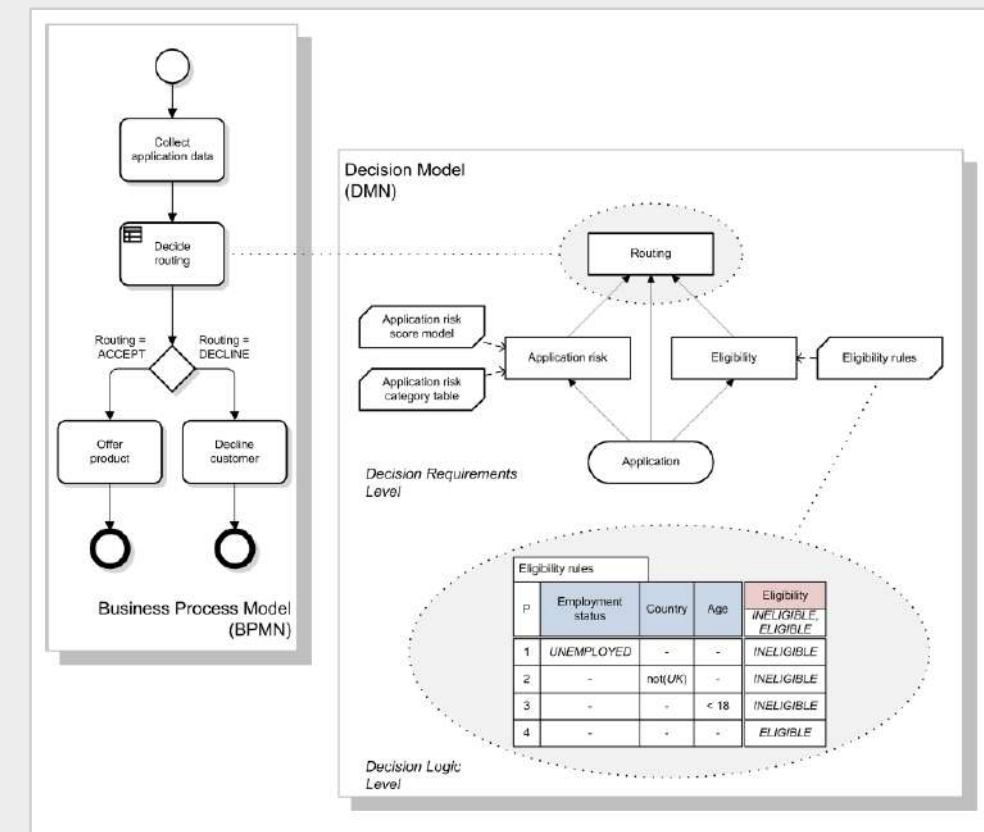 Collect
application data
Decide
routing
Routing =
ACCEPT
Routing =
DECLINE
Offer
product
Decline
customer
Business Process Model
(BPMN)
Decision Model
(DMN)
Routing
Application risk
score model
Application risk
Eligibility
Eligibility rules
Application risk
category table
Application
Decision Requirements
Level
Eligibility rules
P
Employment
status
Country
Age
Eligibility
INELIGIBLE,
ELIGIBLE
1 UNEMPLOYED - - INELIGIBLE
2 - not(UK) - INELIGIBLE
3 - - < 18 INELIGIBLE
4 - - - ELIGIBLE
Decision Logic
Level